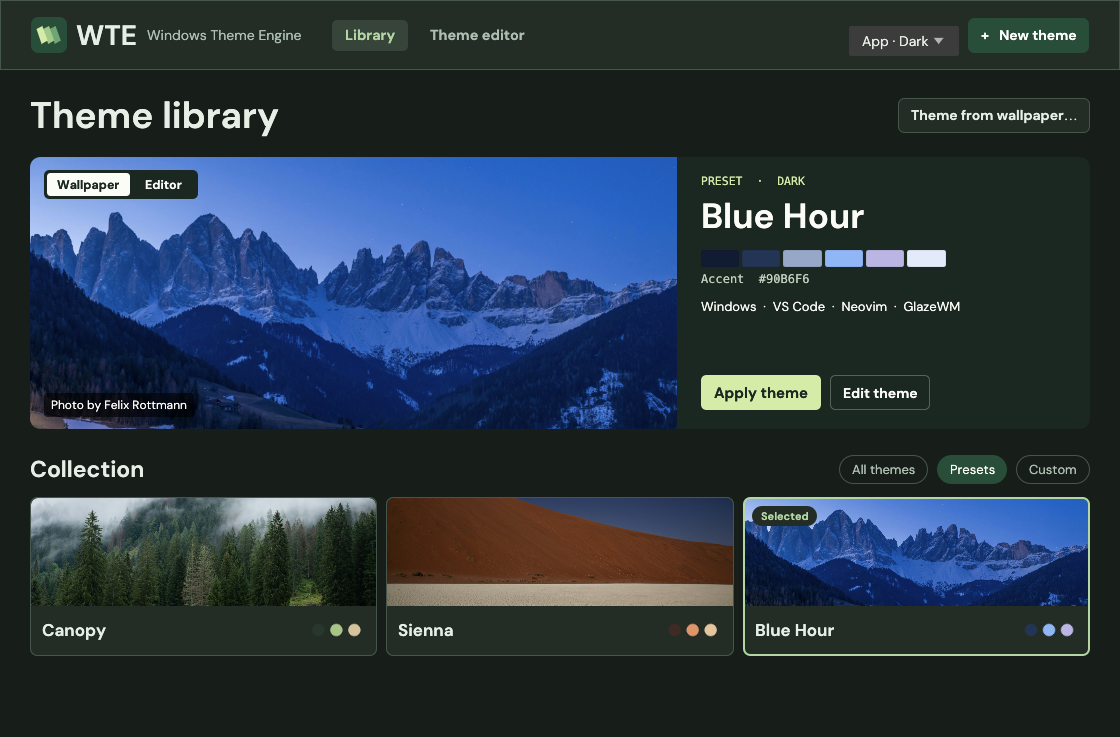 WTE Windows Theme Engine Library Theme editor App · Dark + New theme
Theme library Theme from wallpaper...
Wallpaper Editor
PRESET · DARK
Blue Hour
Accent #90B6F6
Windows · VS Code · Neovim · GlazeWM
Apply theme Edit theme
Photo by Felix Rottmann
Collection All themes Presets Custom
Selected
Canopy Sienna Blue Hour